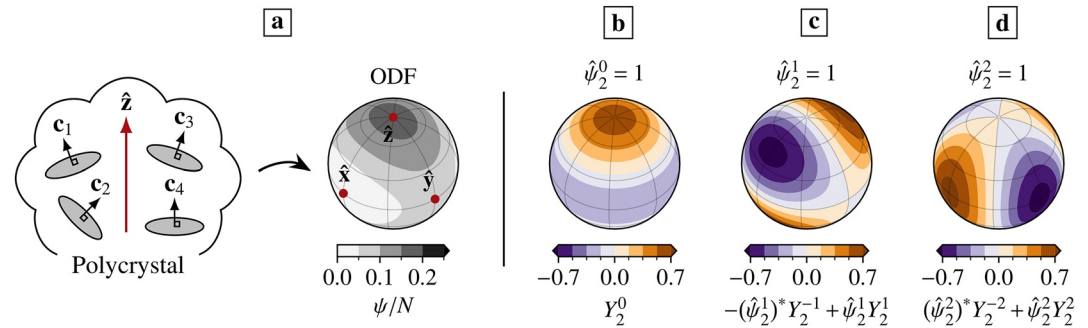 a
b
c
d
ODF
ψ̂₂⁰ = 1
ψ̂₂¹ = 1
ψ̂₂² = 1
ẑ
c₁
c₃
c₂
c₄
Polycrystal
ẑ
x̂
ŷ
0.0 0.1 0.2
ψ/N
−0.7 0.0 0.7
Y₂⁰
−0.7 0.0 0.7
−(ψ̂₂¹)*Y₂⁻¹ + ψ̂₂¹Y₂¹
−0.7 0.0 0.7
(ψ̂₂²)*Y₂⁻² + ψ̂₂²Y₂²